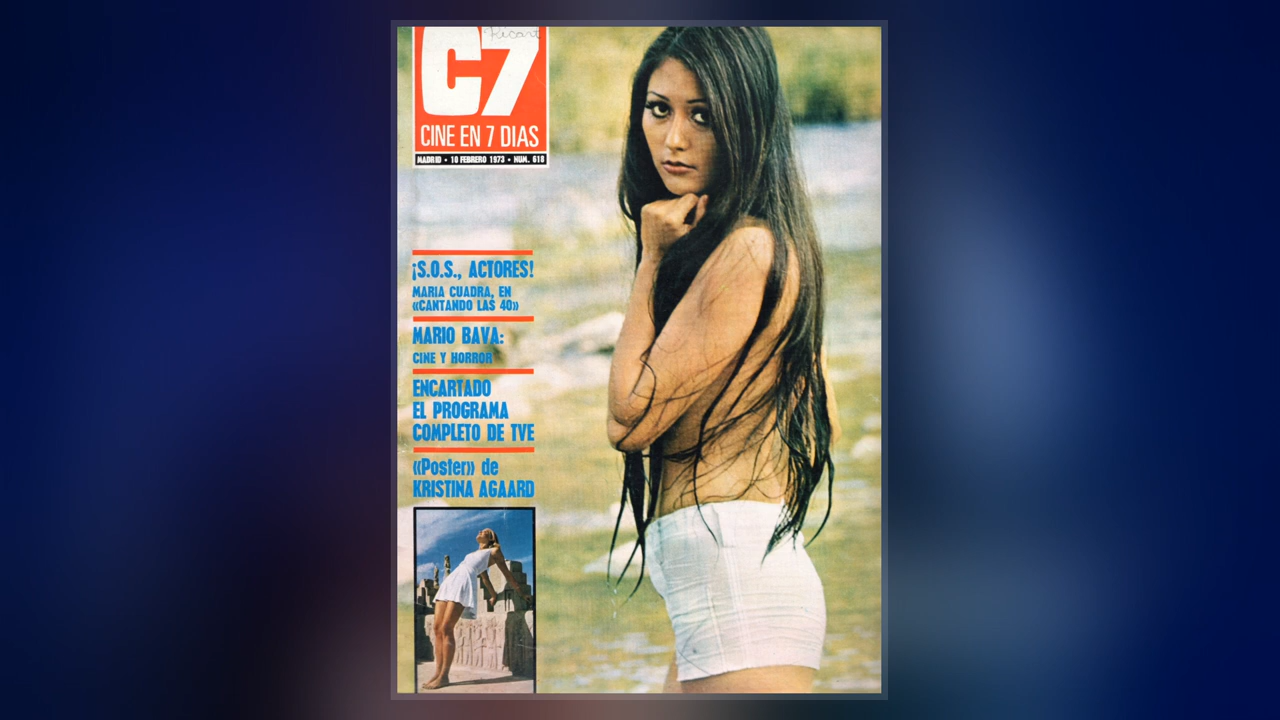 Ricart
C7
CINE EN 7 DIAS
MADRID • 10 FEBRERO 1973 • NUM. 618
¡S.O.S., ACTORES!
MARIA CUADRA, EN
«CANTANDO LAS 40»
MARIO BAVA:
CINE Y HORROR
ENCARTADO
EL PROGRAMA
COMPLETO DE TVE
«Poster» de
KRISTINA AGAARD